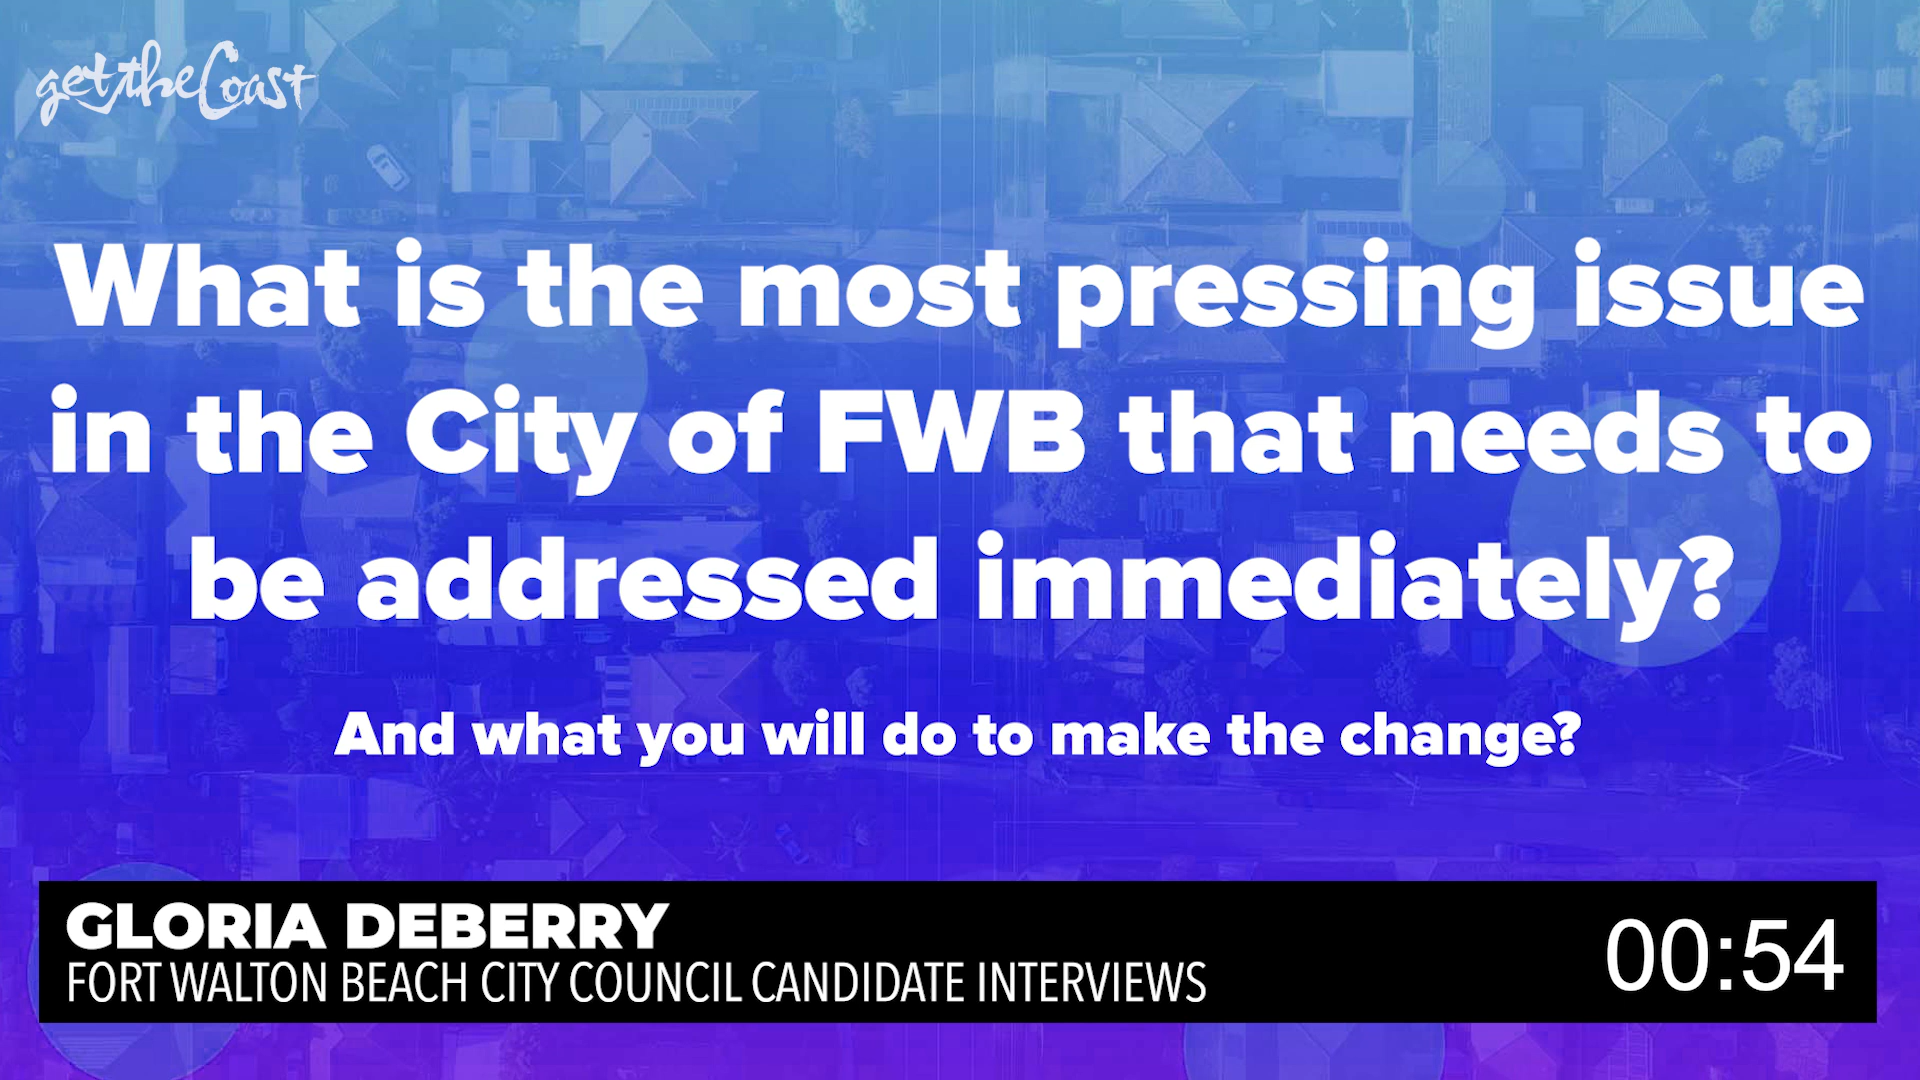 gettheCoast
What is the most pressing issue
in the City of FWB that needs to
be addressed immediately?
And what you will do to make the change?
GLORIA DEBERRY
FORT WALTON BEACH CITY COUNCIL CANDIDATE INTERVIEWS
00:54